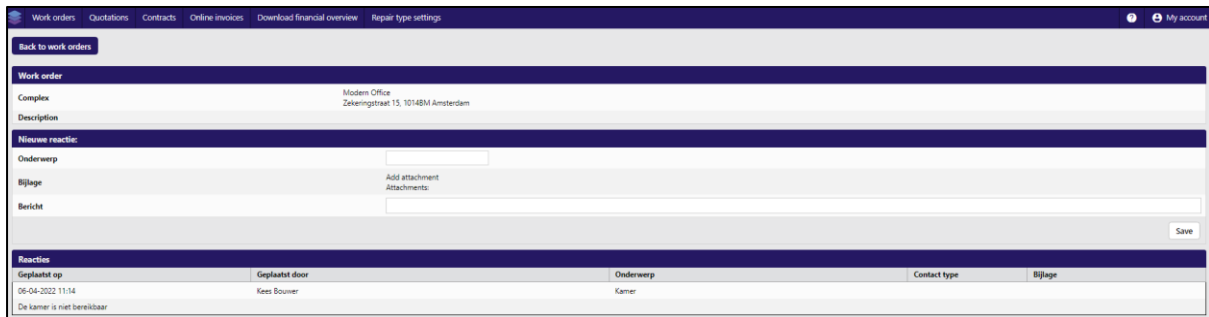 Work orders Quotations Contracts Online invoices Download financial overview Repair type settings ? My account
Back to work orders
Work order
Complex Modern Office
Zekeringstraat 15, 1014BM Amsterdam
Description
Nieuwe reactie:
Onderwerp
Bijlage Add attachment
Attachments:
Bericht
Save
Reacties
Geplaatst op Geplaatst door Onderwerp Contact type Bijlage
06-04-2022 11:14 Kees Bouwer Kamer
De kamer is niet bereikbaar